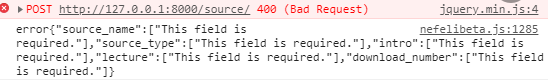 POST http://127.0.0.1:8000/source/ 400 (Bad Request) jquery.min.js:4
error{"source_name":["This field is nefelibeta.js:1285
required."],"source_type":["This field is required."],"intro":["This field is
required."],"lecture":["This field is required."],"download_number":["This field is
required."]}